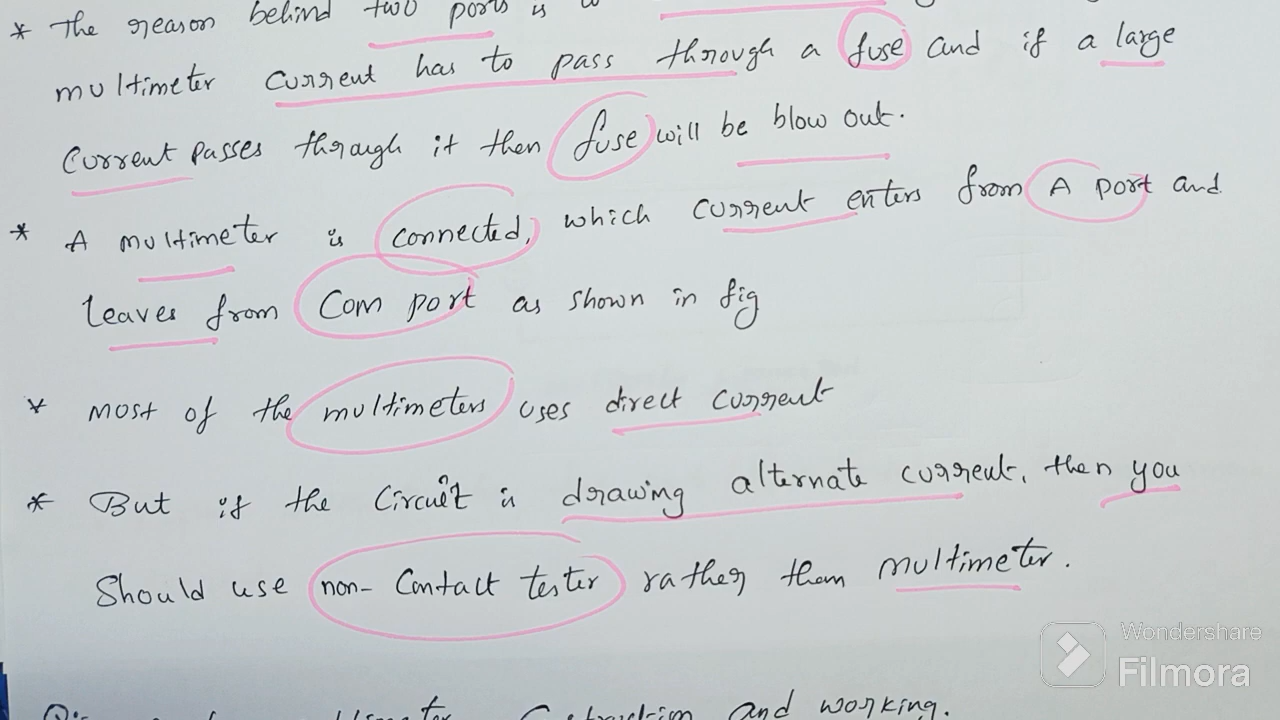 * The reason behind two ports is
multimeter current has to pass through a fuse and if a large
current passes through it then fuse will be blow out.
* A multimeter is connected, which current enters from A port and
leaves from Com port as shown in fig
* Most of the multimeters uses direct current
* But if the Circuit is drawing alternate current, then you
Should use non-Contact tester rather them multimeter.
and working.
Wondershare
Filmora